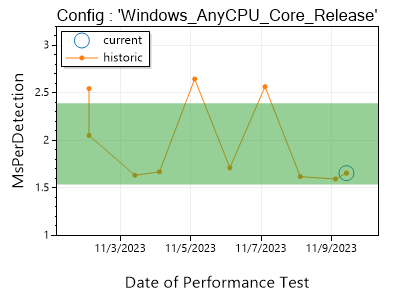 Config : 'Windows_AnyCPU_Core_Release'
current
historic
3
2.5
2
1.5
1
MsPerDetection
11/3/2023
11/5/2023
11/7/2023
11/9/2023
Date of Performance Test